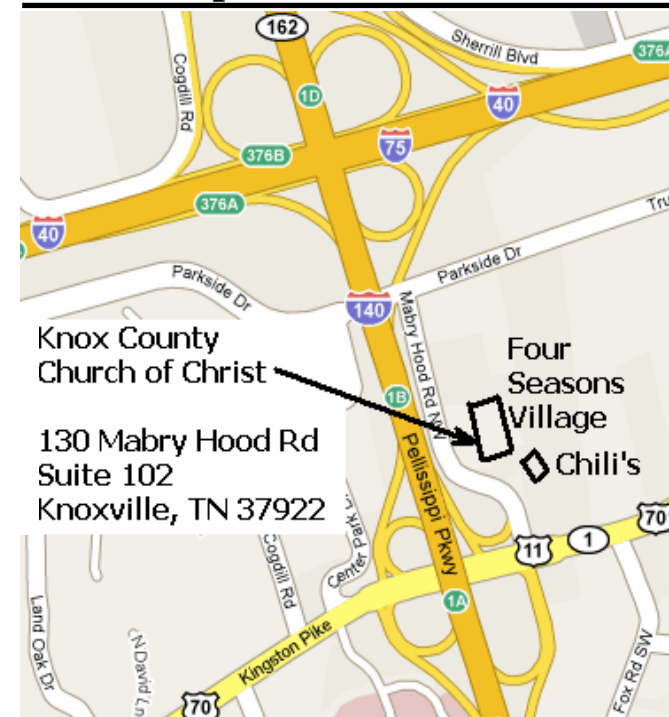 162
Sherrill Blvd
376A
Cogdill Rd
1D
40
376B
75
376A
40
Parkside Dr
Parkside Dr
Tru
140
Mabry Hood Rd NW
Knox County
Church of Christ
Four
Seasons
Village
1B
130 Mabry Hood Rd
Suite 102
Knoxville, TN 37922
Chili's
Pellissippi Pkwy
Center Park Dr
70
1
11
Cogdill Rd
1A
Land Oak Dr
N David Ln
Kingston Pike
Fox Rd SW
70